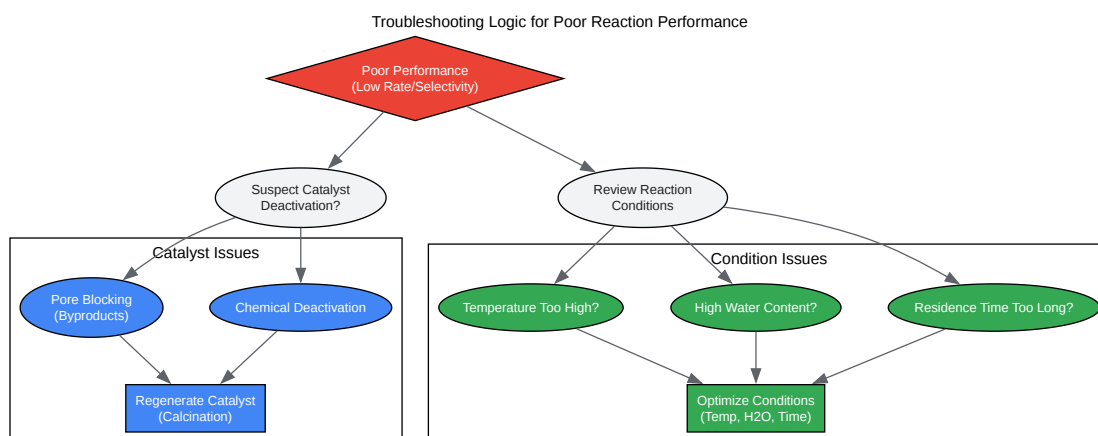 Troubleshooting Logic for Poor Reaction Performance
Poor Performance
(Low Rate/Selectivity)
Suspect Catalyst
Deactivation?
Review Reaction
Conditions
Catalyst Issues
Condition Issues
Pore Blocking
(Byproducts)
Chemical Deactivation
Temperature Too High?
High Water Content?
Residence Time Too Long?
Regenerate Catalyst
(Calcination)
Optimize Conditions
(Temp, H2O, Time)